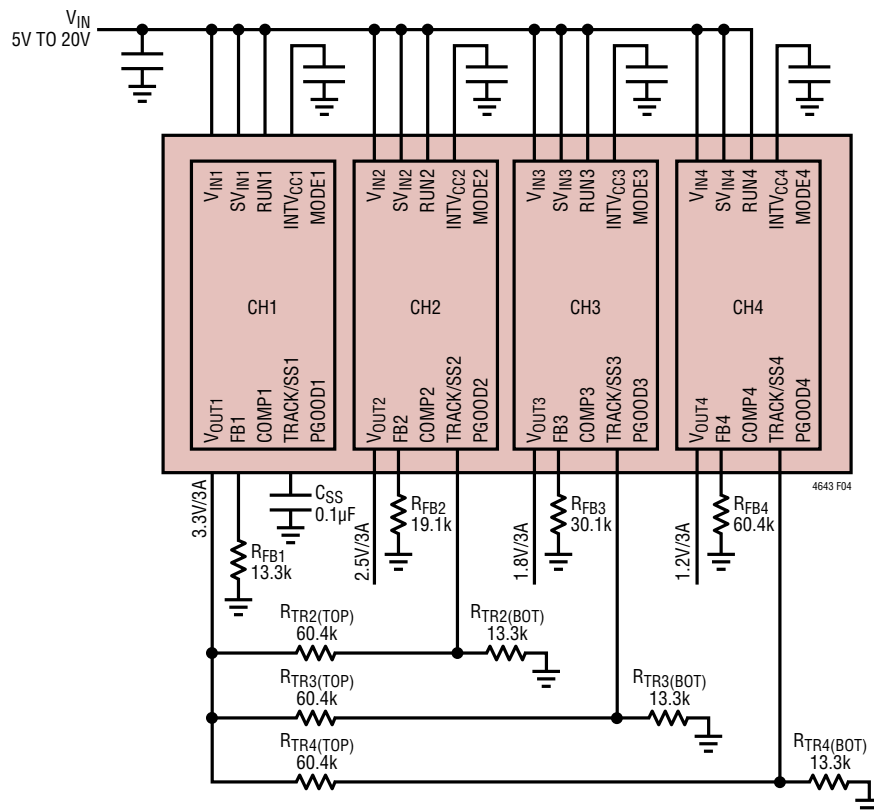 VIN
5V TO 20V
VIN1
SVIN1
RUN1
INTVCC1
MODE1
VIN2
SVIN2
RUN2
INTVCC2
MODE2
VIN3
SVIN3
RUN3
INTVCC3
MODE3
VIN4
SVIN4
RUN4
INTVCC4
MODE4
CH1
CH2
CH3
CH4
VOUT1
FB1
COMP1
TRACK/SS1
PGOOD1
VOUT2
FB2
COMP2
TRACK/SS2
PGOOD2
VOUT3
FB3
COMP3
TRACK/SS3
PGOOD3
VOUT4
FB4
COMP4
TRACK/SS4
PGOOD4
4643 F04
3.3V/3A
CSS
0.1µF
RFB1
13.3k
2.5V/3A
RFB2
19.1k
1.8V/3A
RFB3
30.1k
1.2V/3A
RFB4
60.4k
RTR2(TOP)
60.4k
RTR2(BOT)
13.3k
RTR3(TOP)
60.4k
RTR3(BOT)
13.3k
RTR4(TOP)
60.4k
RTR4(BOT)
13.3k